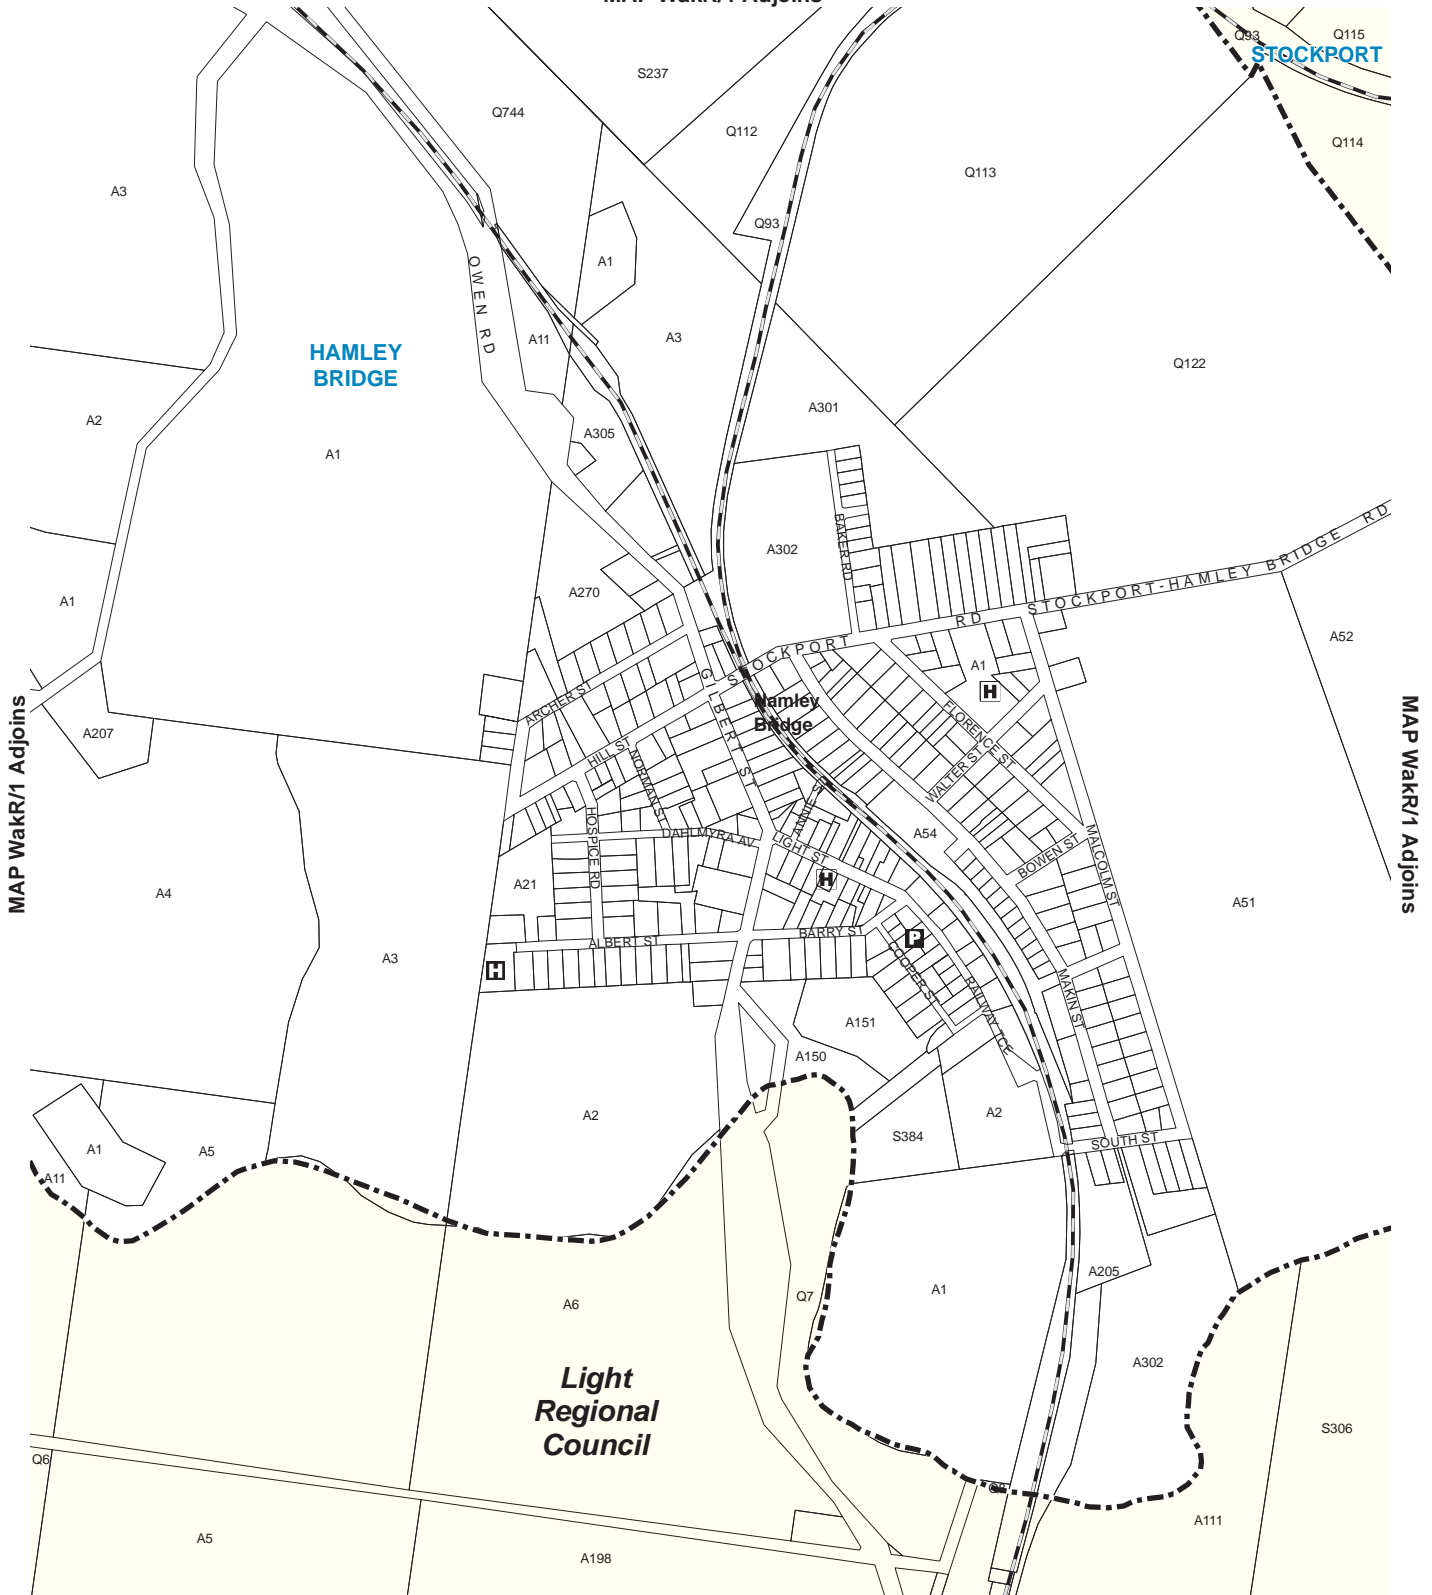 MAP WakR/1 Adjoins
Q93
Q115
STOCKPORT
S237
Q744
Q112
Q114
Q113
A3
Q93
A1
OWEN RD
A11
A3
HAMLEY
BRIDGE
Q122
A301
A2
A305
A1
BAKER RD
STOCKPORT-HAMLEY BRIDGE RD
A302
A270
A1
STOCKPORT RD
A52
A1
H
ARCHER ST
GILBERT ST
Hamley
Bridge
FLORENCE ST
MAP WakR/1 Adjoins
MAP WakR/1 Adjoins
A207
HILL ST
NORMAN ST
WALTER ST
ANNIE ST
HOSPICE RD
DAHLMYRA AV
LIGHT ST
A54
BOWEN ST
MALCOLM ST
A21
H
A4
A51
ALBERT ST
BARRY ST
P
COOPER ST
A3
H
MAKIN ST
RAILWAY TCE
A151
A150
A2
A2
S384
SOUTH ST
A1
A5
A11
A205
A1
Q7
A6
A302
Light
Regional
Council
S306
Q6
A111
A5
A198